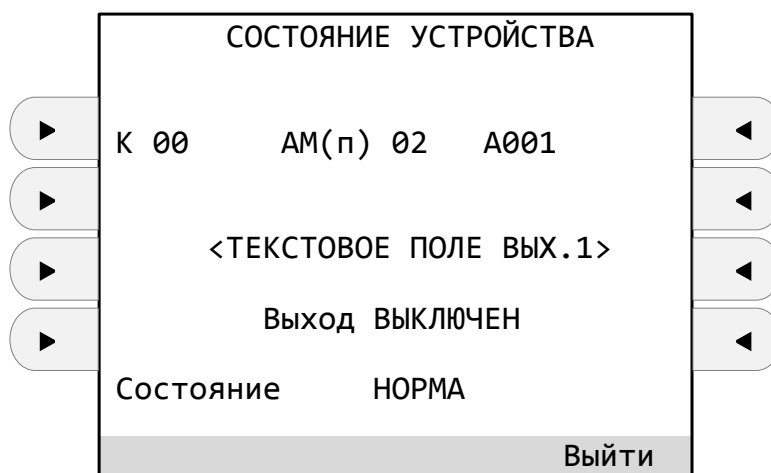 СОСТОЯНИЕ УСТРОЙСТВА
К 00 АМ(п) 02 А001
<ТЕКСТОВОЕ ПОЛЕ ВЫХ.1>
Выход ВЫКЛЮЧЕН
Состояние НОРМА
Выйти